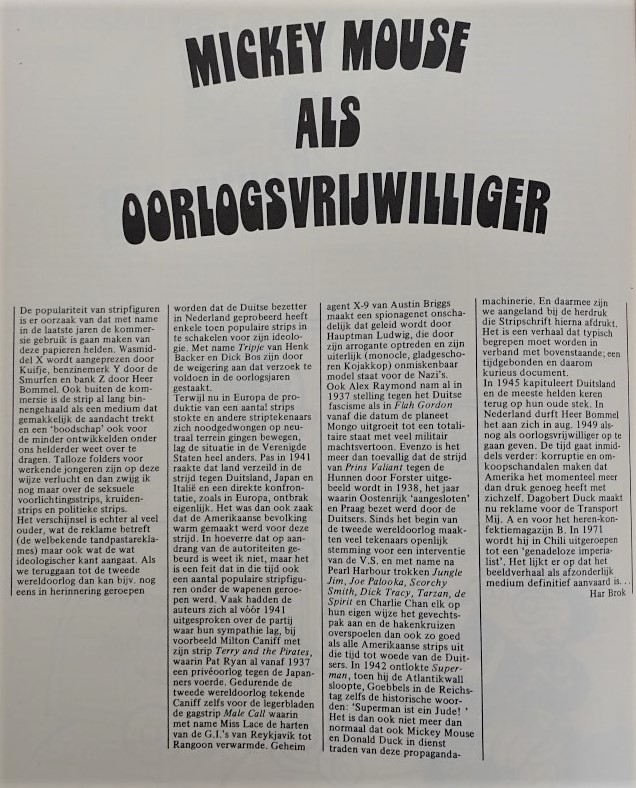 MICKEY MOUSE
ALS
OORLOGSVRIJWILLIGER
De populariteit van stripfiguren
is er oorzaak van dat met name
in de laatste jaren de kommer-
sie gebruik is gaan maken van
deze papieren helden. Wasmid-
del X wordt aangeprezen door
Kuifje, benzinemerk Y door de
Smurfen en bank Z door Heer
Bommel. Ook buiten de kom-
mersie is de strip al lang bin-
nengehaald als een medium dat
gemakkelijk de aandacht trekt
en een 'boodschap' ook voor
de minder ontwikkelden onder
ons helderder weet over te
dragen. Talloze folders voor
werkende jongeren zijn op deze
wijze verlucht en dan zwijg ik
nog maar over de seksuele
voorlichtingsstrips, kruiden-
strips en politieke strips.
Het verschijnsel is echter al veel
ouder, wat de reklame betreft
(de welbekende tandpastarekla-
mes) maar ook wat de wat
ideologischer kant aangaat. Als
we teruggaan tot de tweede
wereldoorlog dan kan bijv. nog
eens in herinnering geroepen
worden dat de Duitse bezetter
in Nederland geprobeerd heeft
enkele toen populaire strips in
te schakelen voor zijn ideolo-
gie. Met name Tripje van Henk
Backer en Dick Bos zijn door
de weigering aan dat verzoek te
voldoen in de oorlogsjaren
gestaakt.
Terwijl nu in Europa de pro-
duktie van een aantal strips
stokte en andere striptekenaars
zich noodgedwongen op neu-
traal terrein gingen bewegen,
lag de situatie in de Verenigde
Staten heel anders. Pas in 1941
raakte dat land verzeild in de
strijd tegen Duitsland, Japan en
Italië en een direkte konfron-
tatie, zoals in Europa, ontbrak
eigenlijk. Het was dan ook zaak
dat de Amerikaanse bevolking
warm gemaakt werd voor deze
strijd. In hoeverre dat op aan-
drang van de autoriteiten ge-
beurd is weet ik niet, maar het
is een feit dat in die tijd ook
een aantal populaire stripfigu-
ren onder de wapenen geroe-
pen werd. Vaak hadden de
auteurs zich al vóór 1941
uitgesproken over de partij
waar hun sympathie lag, bij
voorbeeld Milton Caniff met
zijn strip Terry and the Pirates,
waarin Pat Ryan al vanaf 1937
een privéoorlog tegen de Japan-
ners voerde. Gedurende de
tweede wereldoorlog tekende
Caniff zelfs voor de legerbladen
de gagstrip Male Call waarin
met name Miss Lace de harten
van de G.I.'s van Reykjavik tot
Rangoon verwarmde. Geheim
agent X-9 van Austin Briggs
maakt een spionagenet onscha-
delijk dat geleid wordt door
Hauptman Ludwig, die door
zijn arrogante optreden en zijn
uiterlijk (monocle, gladgescho-
ren Kojakkop) onmiskenbaar
model staat voor de Nazi's.
Ook Alex Raymond nam al in
1937 stelling tegen het Duitse
fascisme als in Flah Gordon
vanaf die datum de planeet
Mongo uitgroeit tot een totali-
taire staat met veel militair
machtsvertoon. Evenzo is het
meer dan toevallig dat de strijd
van Prins Valiant tegen de
Hunnen door Forster uitge-
beeld wordt in 1938, het jaar
waarin Oostenrijk 'aangesloten'
en Praag bezet werd door de
Duitsers. Sinds het begin van
de tweede wereldoorlog maak-
ten veel tekenaars openlijk
stemming voor een interventie
van de V.S. en met name na
Pearl Harbour trokken Jungle
Jim, Joe Palooka, Scorchy
Smith, Dick Tracy, Tarzan, de
Spirit en Charlie Chan elk op
hun eigen wijze het gevechts-
pak aan en de hakenkruizen
overspoelen dan ook zo goed
als alle Amerikaanse strips uit
die tijd tot woede van de Duit-
sers. In 1942 ontlokte Super-
man, toen hij de Atlantikwall
sloopte, Goebbels in de Reichs-
tag zelfs de historische woor-
den: 'Superman ist ein Jude! '
Het is dan ook niet meer dan
normaal dat ook Mickey Mouse
en Donald Duck in dienst
traden van deze propaganda-
machinerie. En daarmee zijn
we aangeland bij de herdruk
die Stripschrift hierna afdrukt.
Het is een verhaal dat typisch
begrepen moet worden in
verband met bovenstaande; een
tijdgebonden en daarom
kurieus document.
In 1945 kapituleert Duitsland
en de meeste helden keren
terug op hun oude stek. In
Nederland durft Heer Bommel
het aan zich in aug. 1949 als-
nog als oorlogsvrijwilliger op te
gaan geven. De tijd gaat inmid-
dels verder: korruptie en om-
koopschandalen maken dat
Amerika het momenteel meer
dan druk genoeg heeft met
zichzelf. Dagobert Duck maakt
nu reklame voor de Transport
Mij. A en voor het heren-kon-
fektiemagazijn B. In 1971
wordt hij in Chili uitgeroepen
tot een 'genadeloze imperia-
list'. Het lijkt er op dat het
beeldverhaal als afzonderlijk
medium definitief aanvaard is. . .
Har Brok